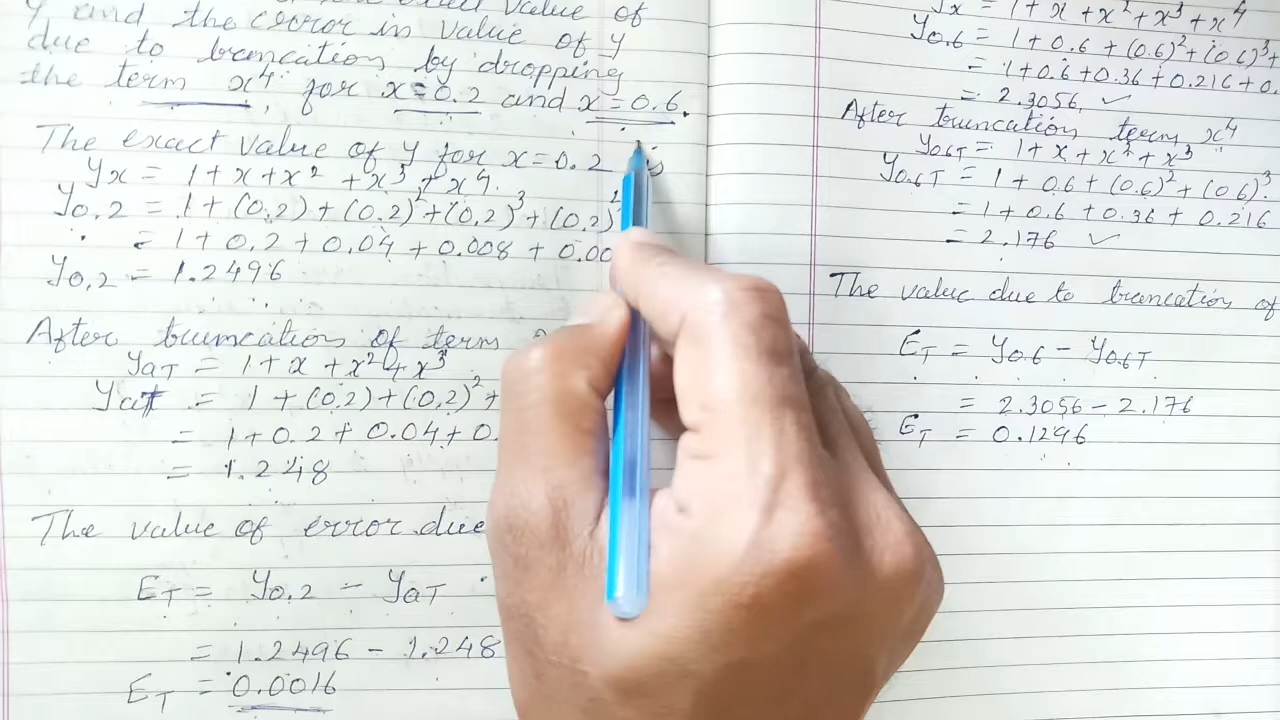 value of
y and the error in value of y
due to truncation by dropping
the term x⁴, for x=0.2 and x=0.6.
The exact value of y for x=0.2 is
yx = 1+x+x² +x³+x⁴.
y0.2 = 1+(0.2)+(0.2)²+(0.2)³+(0.2)
= 1+0.2+0.04+0.008+0.00
y0.2 = 1.2496
After truncation of term
yaT = 1+x+x²+x³
yaT = 1+(0.2)+(0.2)²+
= 1+0.2+0.04+0.
= 1.248
The value of error due
ET = y0.2 - yaT
= 1.2496 - 1.248
ET = 0.0016
yx = 1+x+x²+x³+x⁴
y0.6 = 1+0.6+(0.6)²+(0.6)³+
= 1+0.6+0.36+0.216+0.
= 2.3056 ✓
After truncation term x⁴
y0.6T = 1+x+x²+x³
y0.6T = 1+0.6+(0.6)²+(0.6)³
= 1+0.6+0.36+0.216
= 2.176 ✓
The value due to truncation of
ET = y0.6 - y0.6T
= 2.3056-2.176
ET = 0.1296